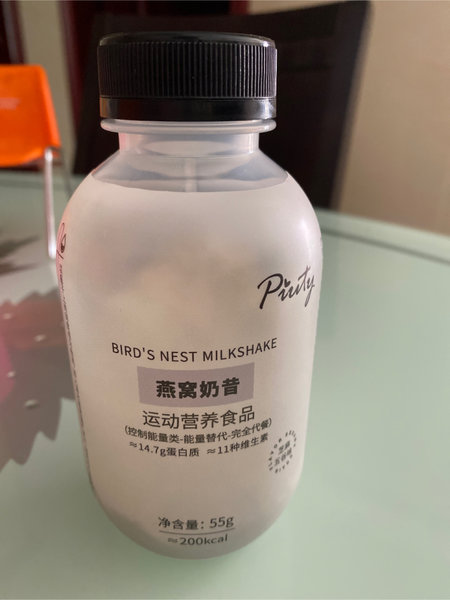 Piuty
BIRD'S NEST MILKSHAKE
燕窝奶昔
运动营养食品
(控制能量类-能量替代-完全代餐)
≈14.7g蛋白质 ≈11种维生素
净含量: 55g
≈200kcal